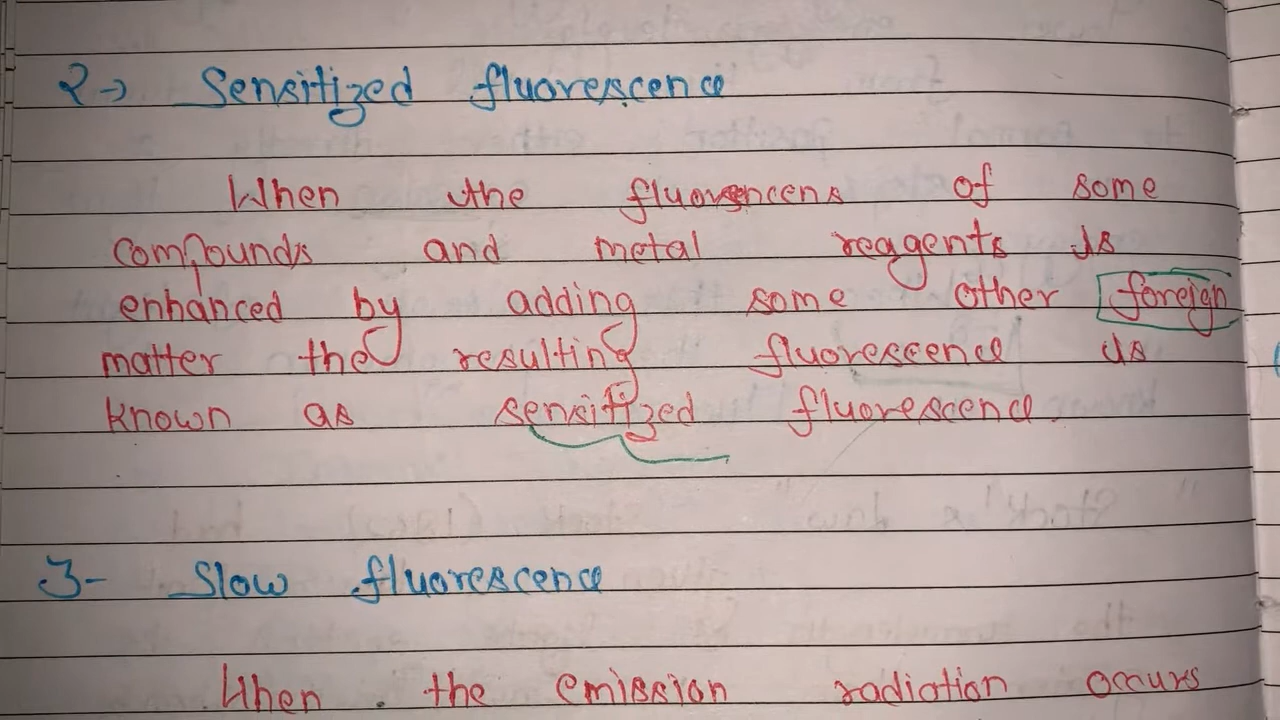 2→ Sensitized fluorescence
When the fluoresencens of some
compounds and metal reagents is
enhanced by adding some other foreign
matter the resulting fluorescence is
known as sensitized fluorescence.
3- Slow fluorescence
When the emission radiation occurs